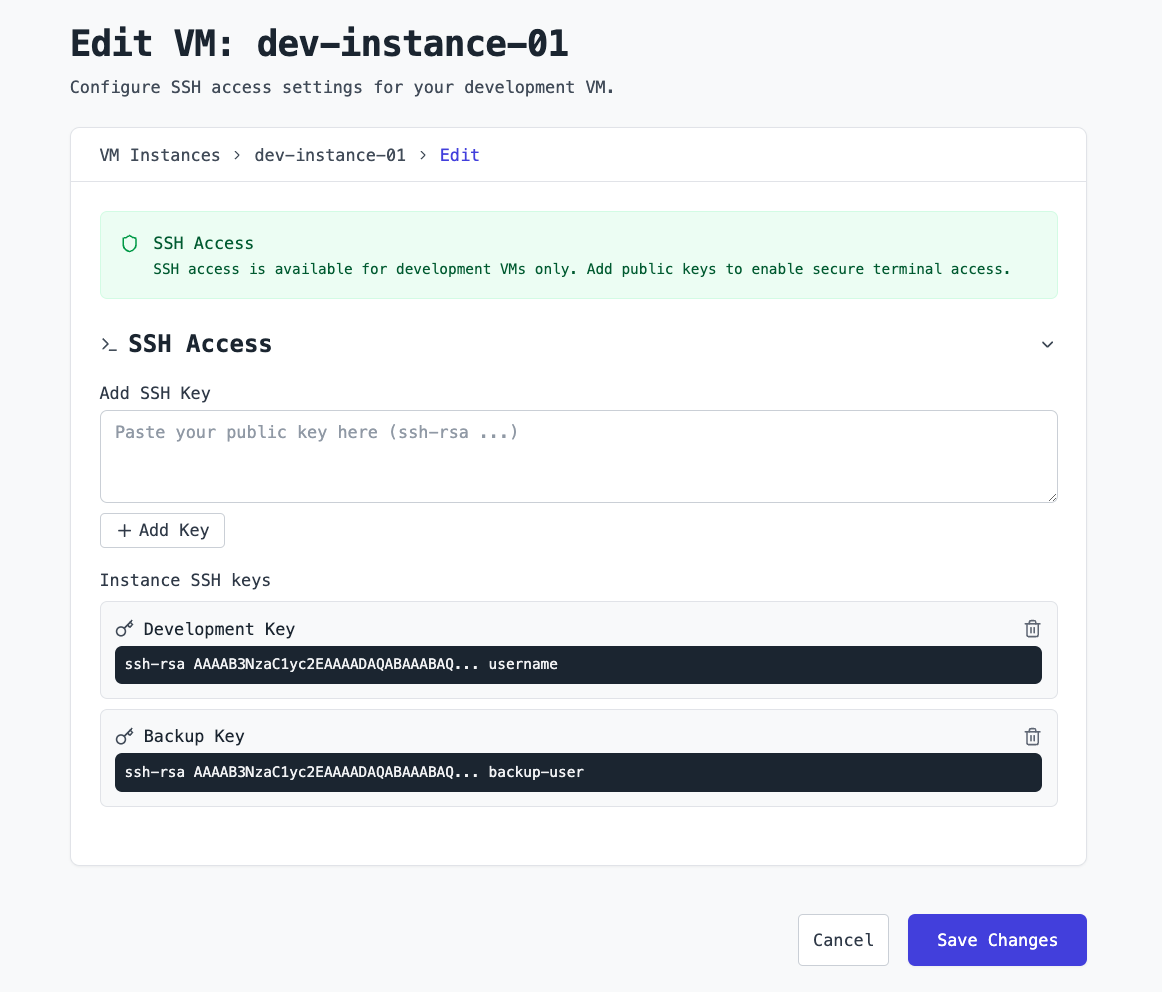 Edit VM: dev-instance-01
Configure SSH access settings for your development VM.
VM Instances > dev-instance-01 > Edit
SSH Access
SSH access is available for development VMs only. Add public keys to enable secure terminal access.
SSH Access
Add SSH Key
Paste your public key here (ssh-rsa ...)
+ Add Key
Instance SSH keys
Development Key
ssh-rsa AAAAB3NzaC1yc2EAAAADAQABAAABAQ... username
Backup Key
ssh-rsa AAAAB3NzaC1yc2EAAAADAQABAAABAQ... backup-user
Cancel
Save Changes